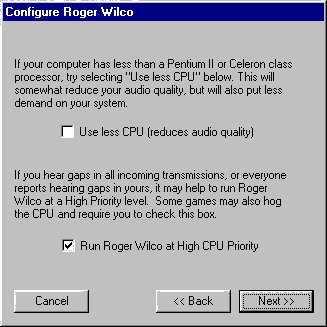 Configure Roger Wilco
If your computer has less than a Pentium II or Celeron class
processor, try selecting "Use less CPU" below. This will
somewhat reduce your audio quality, but will also put less
demand on your system.
Use less CPU (reduces audio quality)
If you hear gaps in all incoming transmissions, or everyone
reports hearing gaps in yours, it may help to run Roger
Wilco at a High Priority level. Some games may also hog
the CPU and require you to check this box.
Run Roger Wilco at High CPU Priority
Cancel
<< Back
Next >>